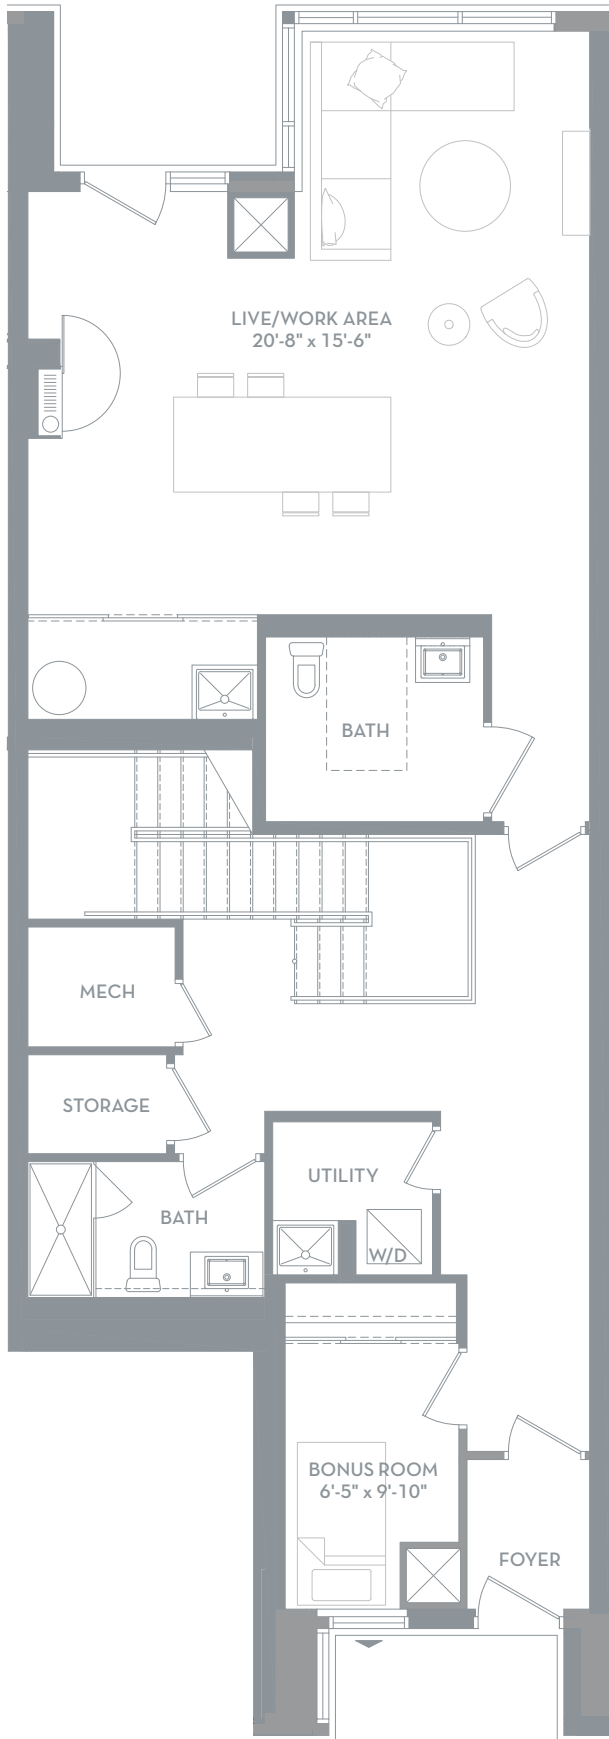 LIVE/WORK AREA
20'-8" x 15'-6"
BATH
MECH
STORAGE
UTILITY
BATH
W/D
BONUS ROOM
6'-5" x 9'-10"
FOYER